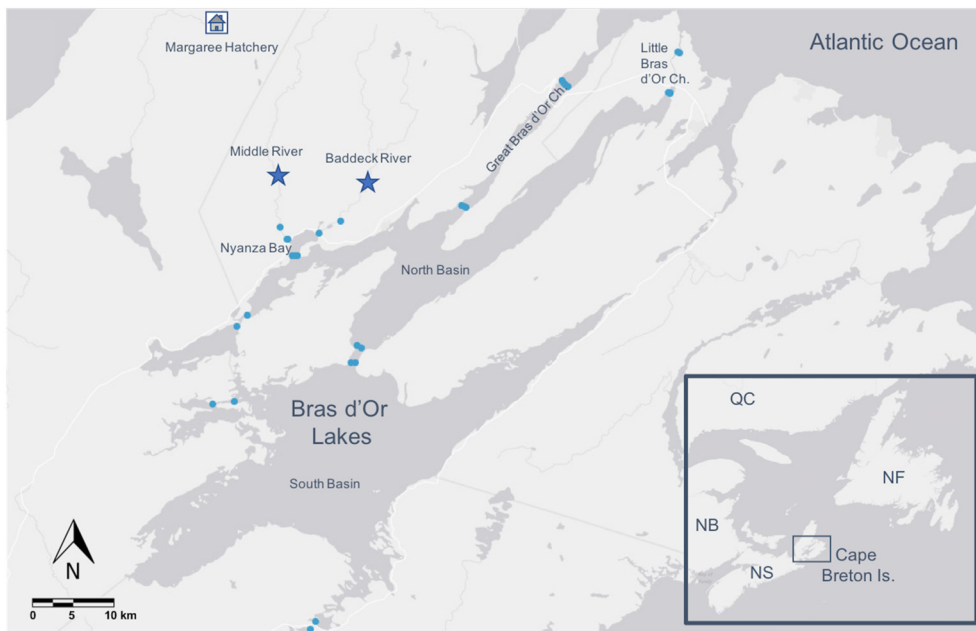 Margaree Hatchery
Little
Bras
d'Or Ch.
Atlantic Ocean
Great Bras d'Or Ch.
Middle River
Baddeck River
Nyanza Bay
North Basin
Bras d'Or
Lakes
South Basin
N
0 5 10 km
QC
NF
NB
NS
Cape
Breton Is.